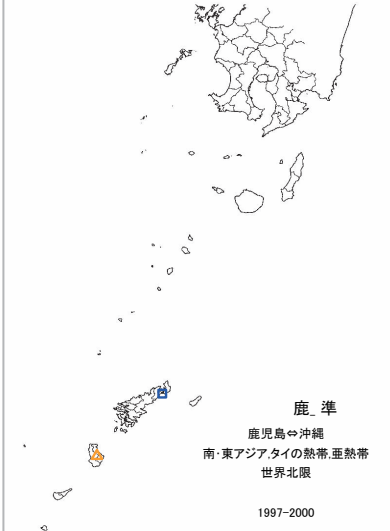 鹿_ 準
鹿児島⇔沖縄
南･東アジア,タイの熱帯,亜熱帯
世界北限
1997-2000